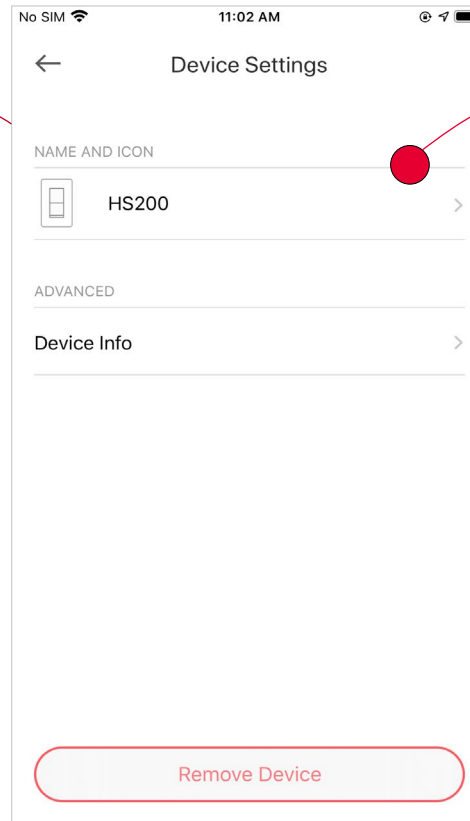 No SIM 11:02 AM
Device Settings
NAME AND ICON
HS200
ADVANCED
Device Info
Remove Device